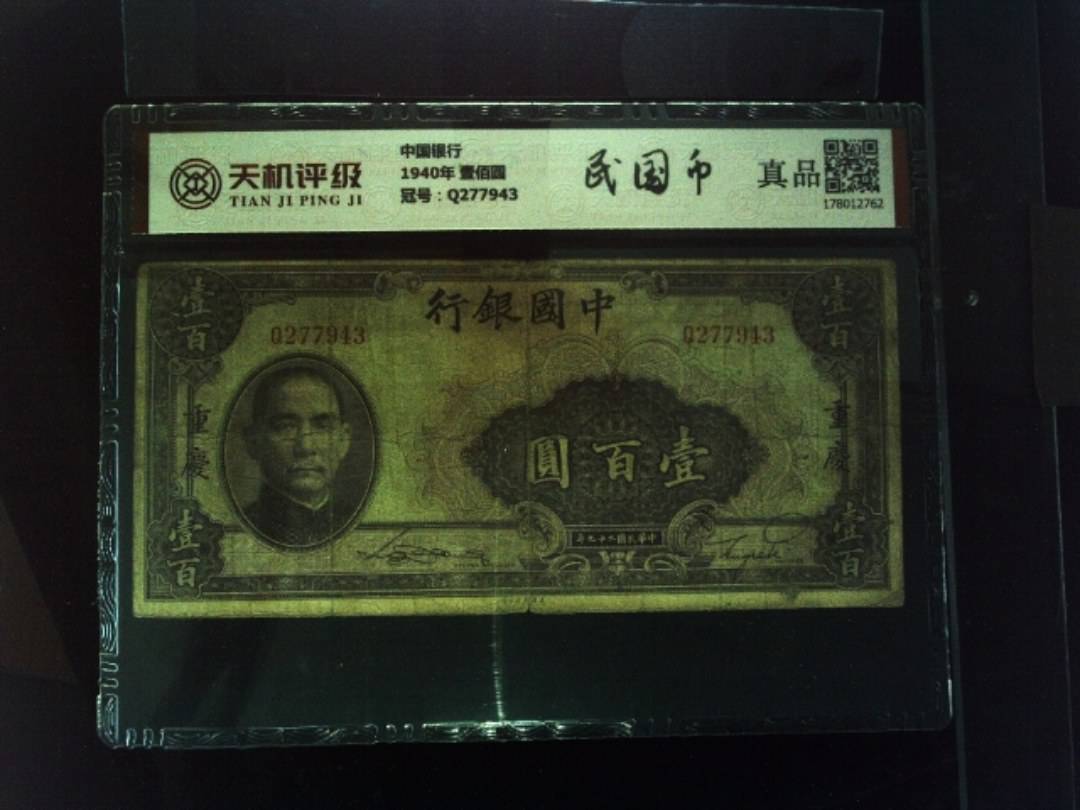 天机评级
TIAN JI PING JI
中国银行
1940年 壹佰圆
冠号：Q277943
民国币
真品
178012762
壹百
壹百
行銀國中
Q277943
Q277943
重慶
重慶
圓百壹
年九十二國民華中
壹百
壹百